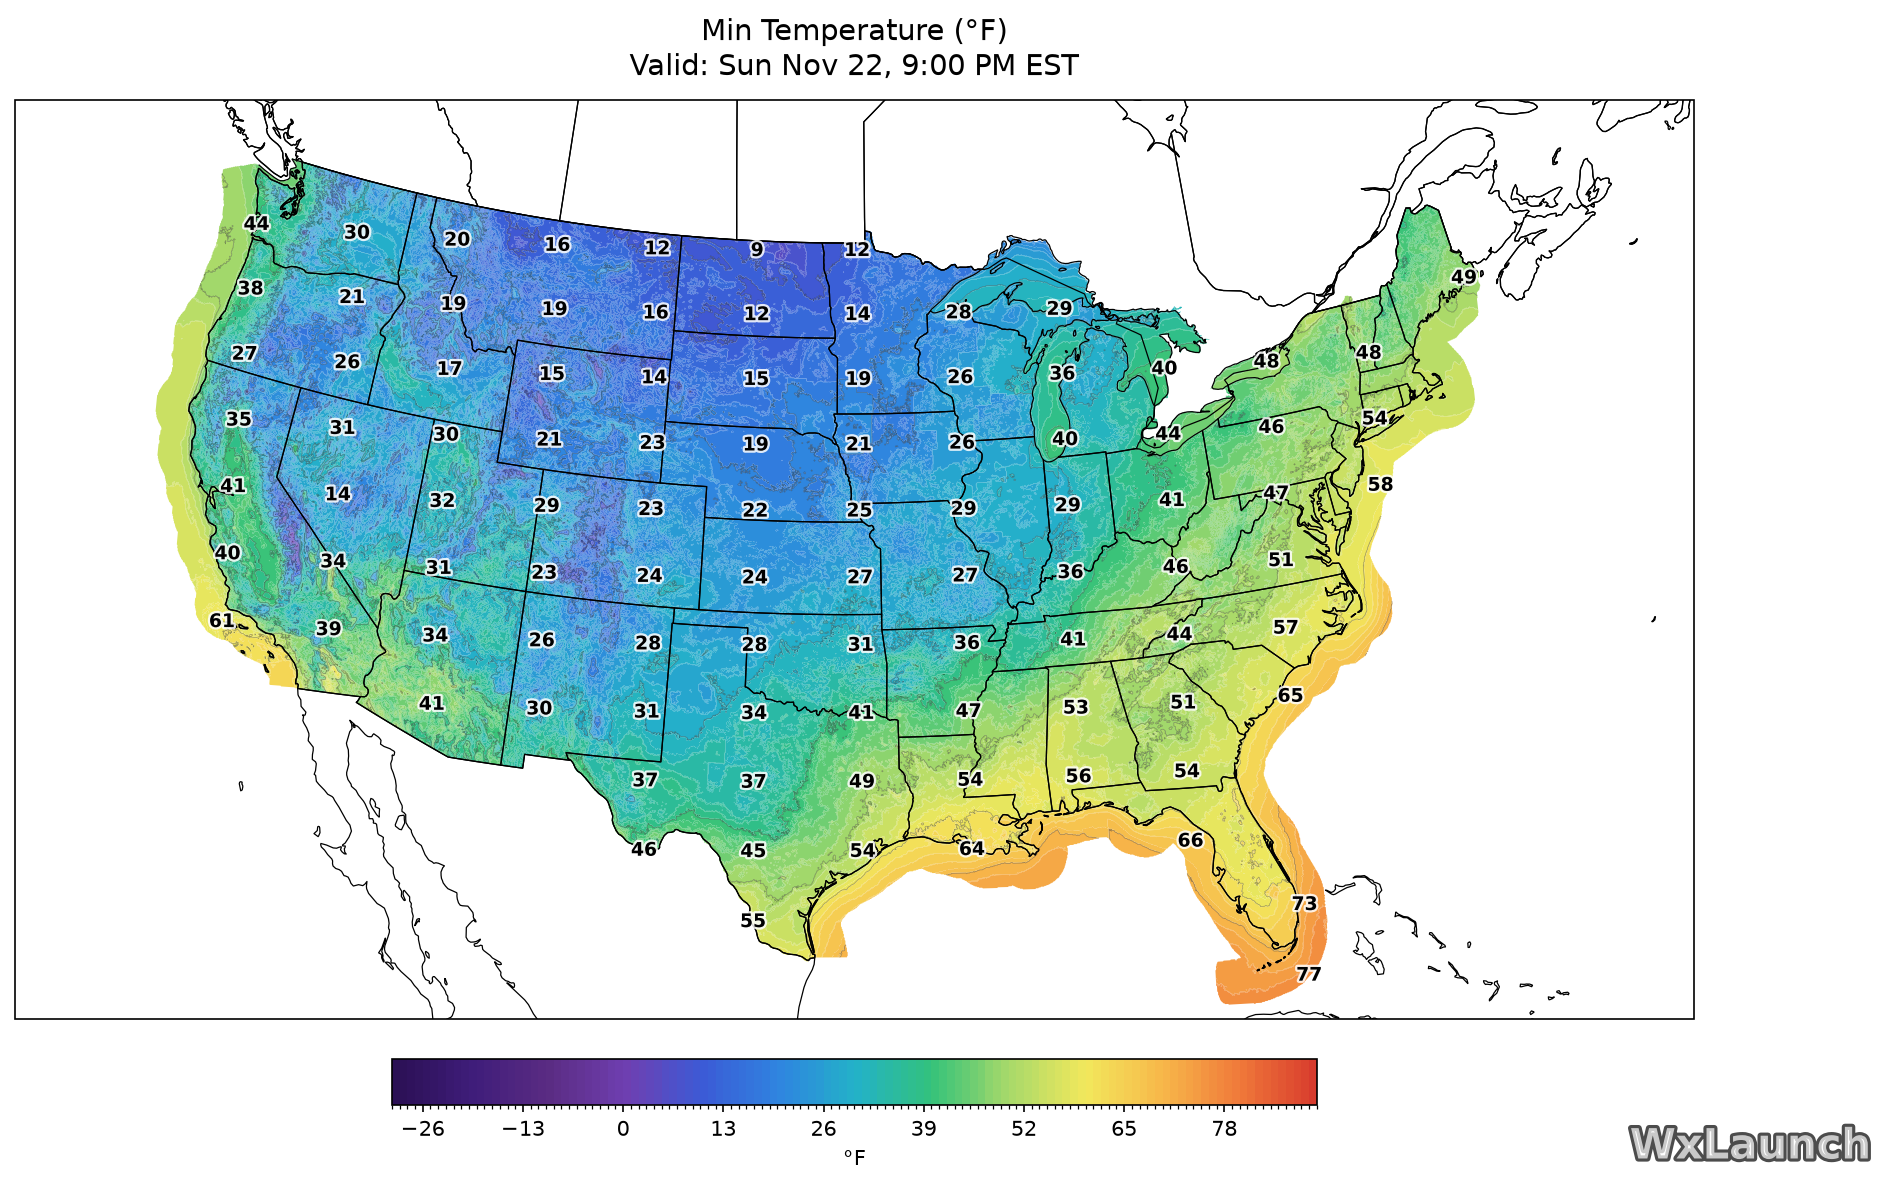 Min Temperature (°F)
Valid: Sun Nov 22, 9:00 PM EST
44 30 20 16 12 9 12
38 21 19 19 16 12 14 28 29 49
27 26 17 15 14 15 19 26 36 40 48 48
35 31 30 21 23 19 21 26 40 44 46 54
41 14 32 29 23 22 25 29 29 41 47 58
40 34 31 23 24 24 27 27 36 46 51
61 39 34 26 28 28 31 36 41 44 57
41 30 31 34 41 47 53 51 65
37 37 49 54 56 54
46 45 54 64 66
55 73
77
−26 −13 0 13 26 39 52 65 78
°F
WxLaunch